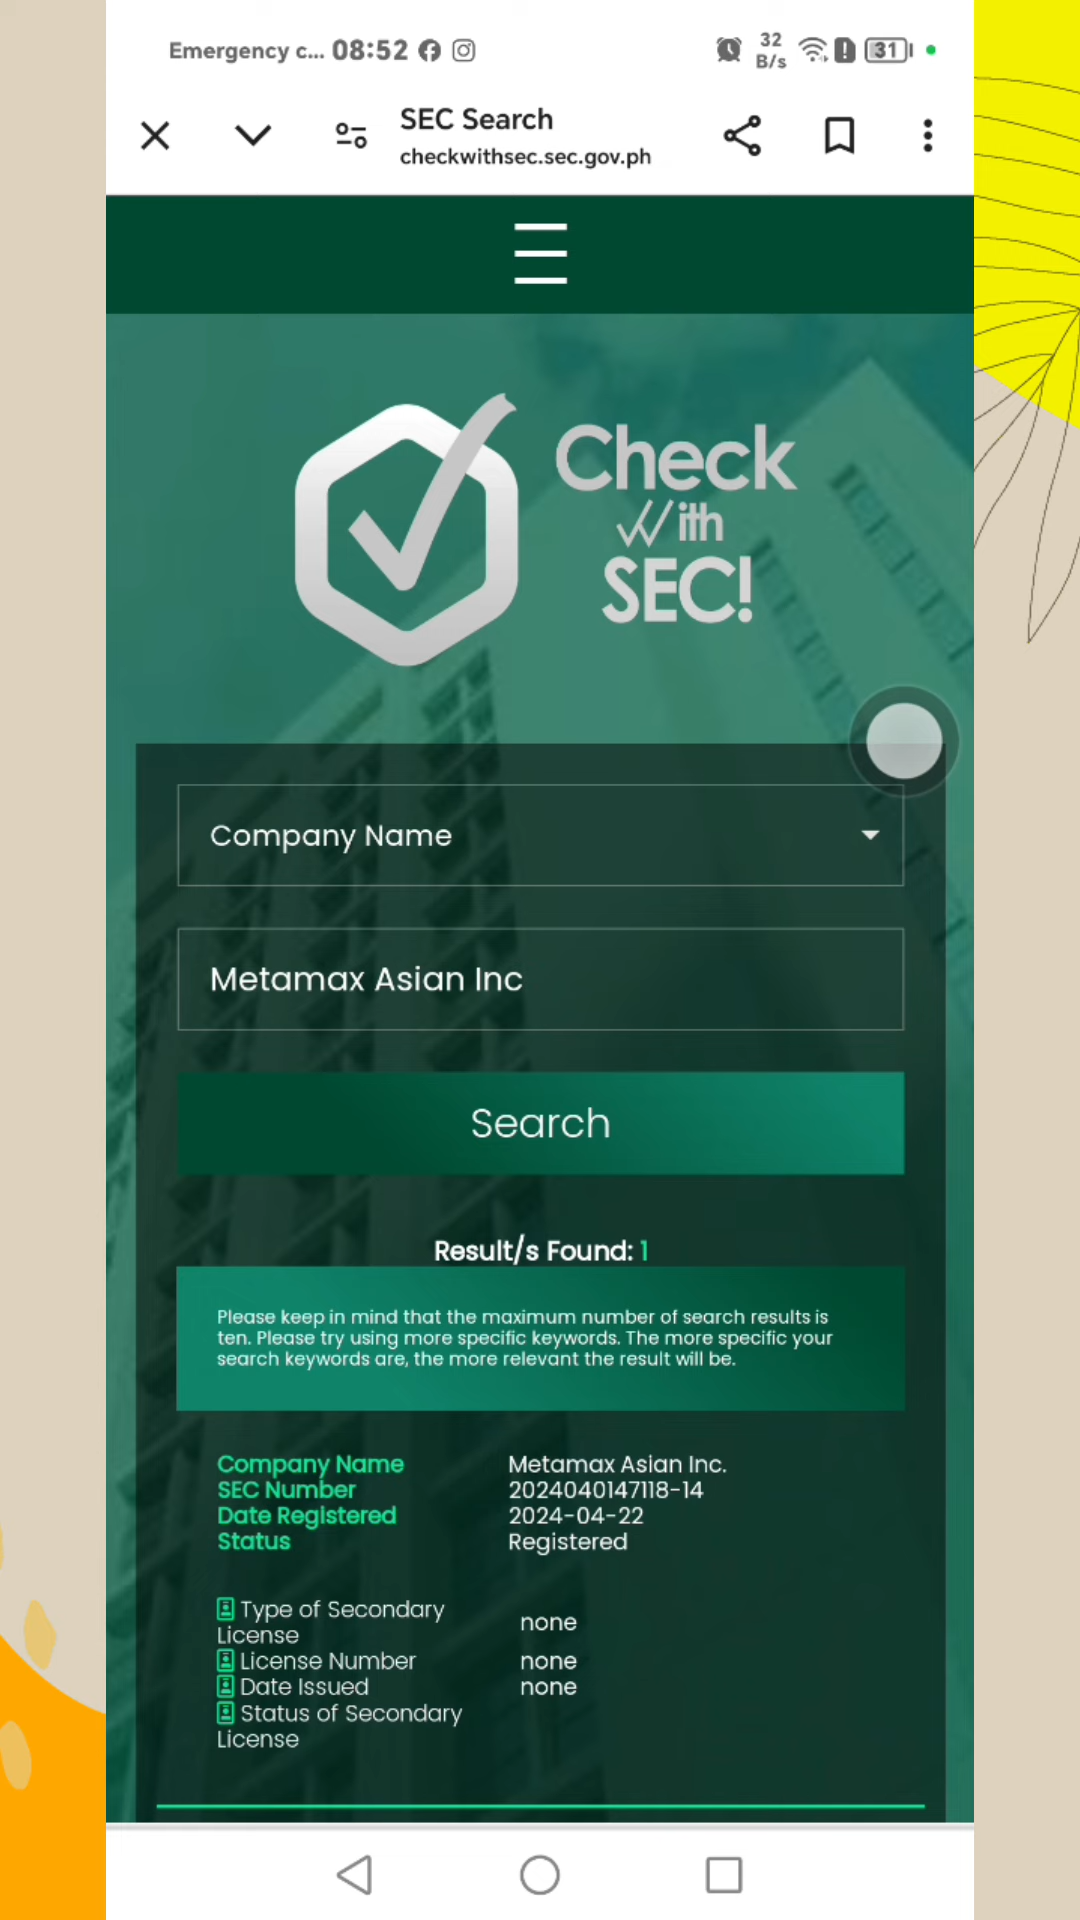 Emergency c... 08:52
32
B/s
31
SEC Search
checkwithsec.sec.gov.ph
Check
With
SEC!
Company Name
Metamax Asian Inc
Search
Result/s Found: 1
Please keep in mind that the maximum number of search results is
ten. Please try using more specific keywords. The more specific your
search keywords are, the more relevant the result will be.
Company Name Metamax Asian Inc.
SEC Number 2024040147118-14
Date Registered 2024-04-22
Status Registered
Type of Secondary
License none
License Number none
Date Issued none
Status of Secondary
License